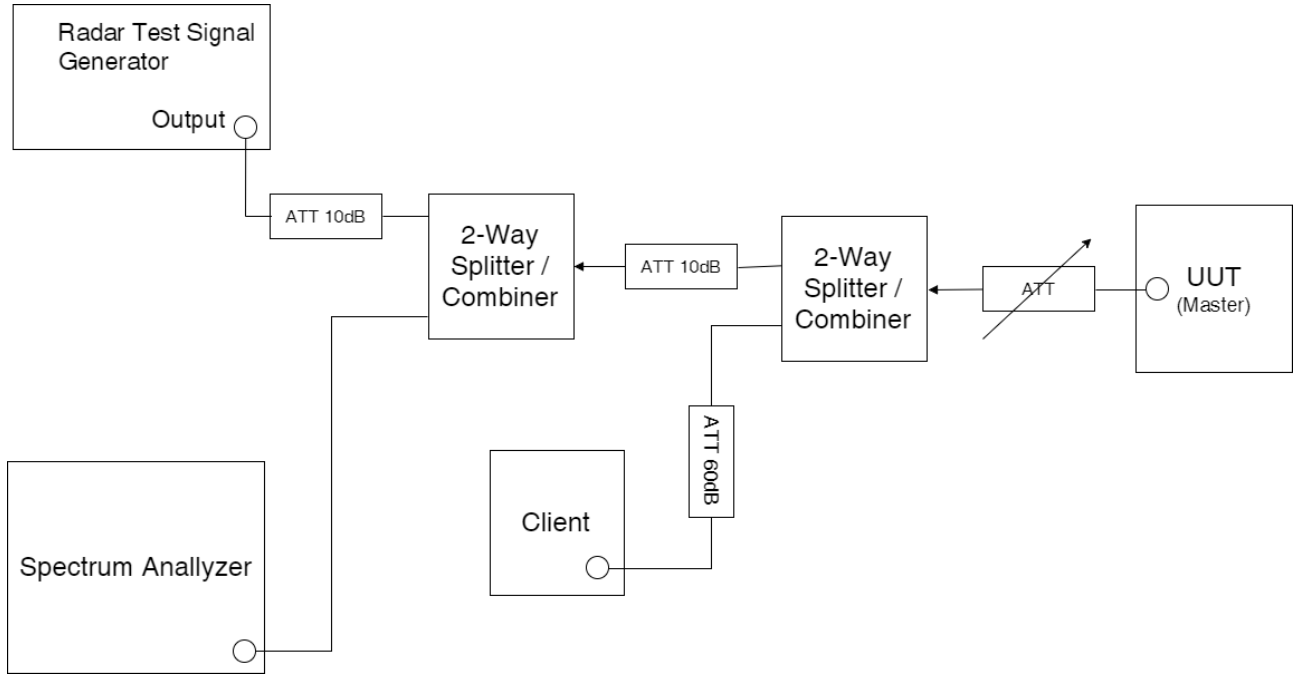 Radar Test Signal
Generator
Output
ATT 10dB
2-Way
Splitter /
Combiner
ATT 10dB
2-Way
Splitter /
Combiner
ATT
UUT
(Master)
ATT 60dB
Client
Spectrum Anallyzer